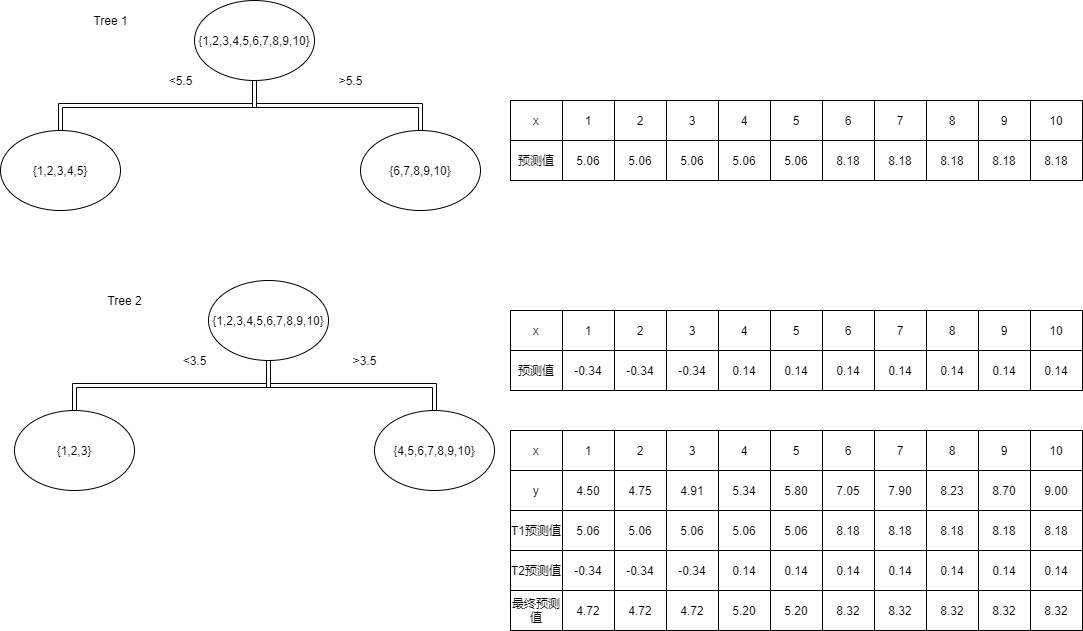 Tree 1
{1,2,3,4,5,6,7,8,9,10}
<5.5 >5.5
{1,2,3,4,5} {6,7,8,9,10}
x 1 2 3 4 5 6 7 8 9 10
预测值 5.06 5.06 5.06 5.06 5.06 8.18 8.18 8.18 8.18 8.18
Tree 2
{1,2,3,4,5,6,7,8,9,10}
<3.5 >3.5
{1,2,3} {4,5,6,7,8,9,10}
x 1 2 3 4 5 6 7 8 9 10
预测值 -0.34 -0.34 -0.34 0.14 0.14 0.14 0.14 0.14 0.14 0.14
x 1 2 3 4 5 6 7 8 9 10
y 4.50 4.75 4.91 5.34 5.80 7.05 7.90 8.23 8.70 9.00
T1预测值 5.06 5.06 5.06 5.06 5.06 8.18 8.18 8.18 8.18 8.18
T2预测值 -0.34 -0.34 -0.34 0.14 0.14 0.14 0.14 0.14 0.14 0.14
最终预测
值 4.72 4.72 4.72 5.20 5.20 8.32 8.32 8.32 8.32 8.32